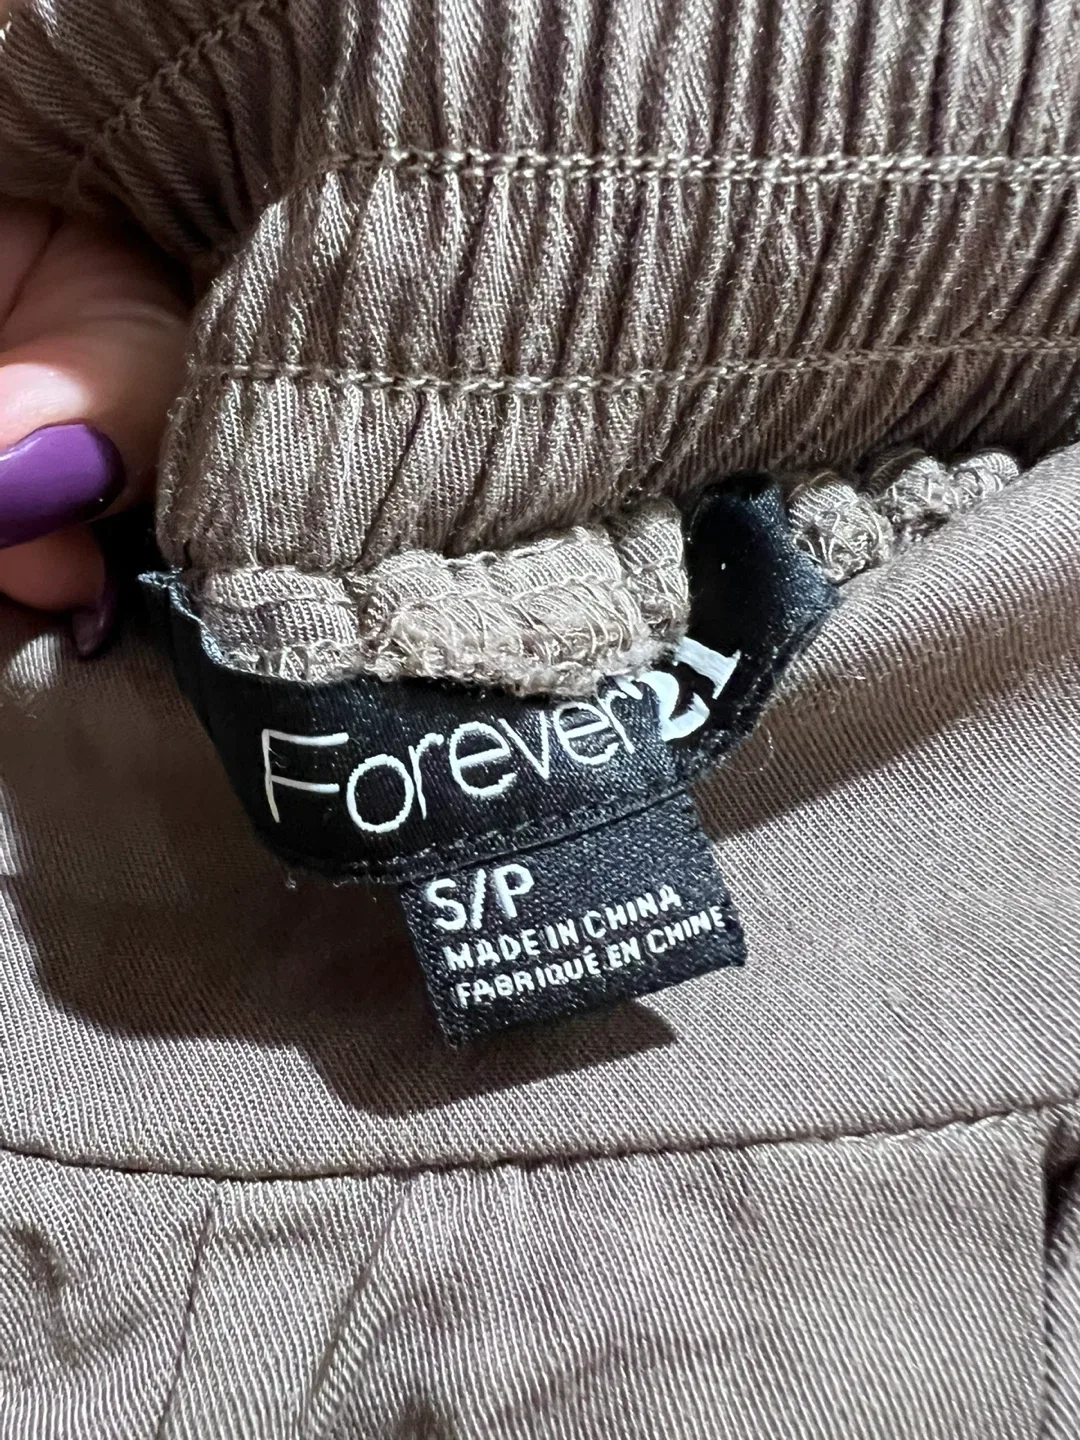 Forever21
S/P
MADE IN CHINA
FABRIQUÉ EN CHINE